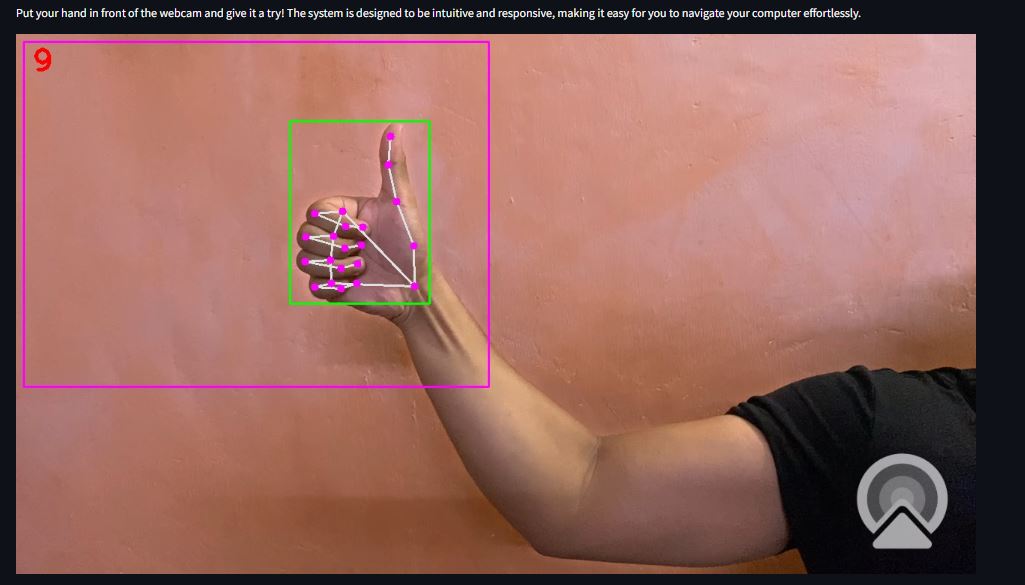 Put your hand in front of the webcam and give it a try! The system is designed to be intuitive and responsive, making it easy for you to navigate your computer effortlessly.
9